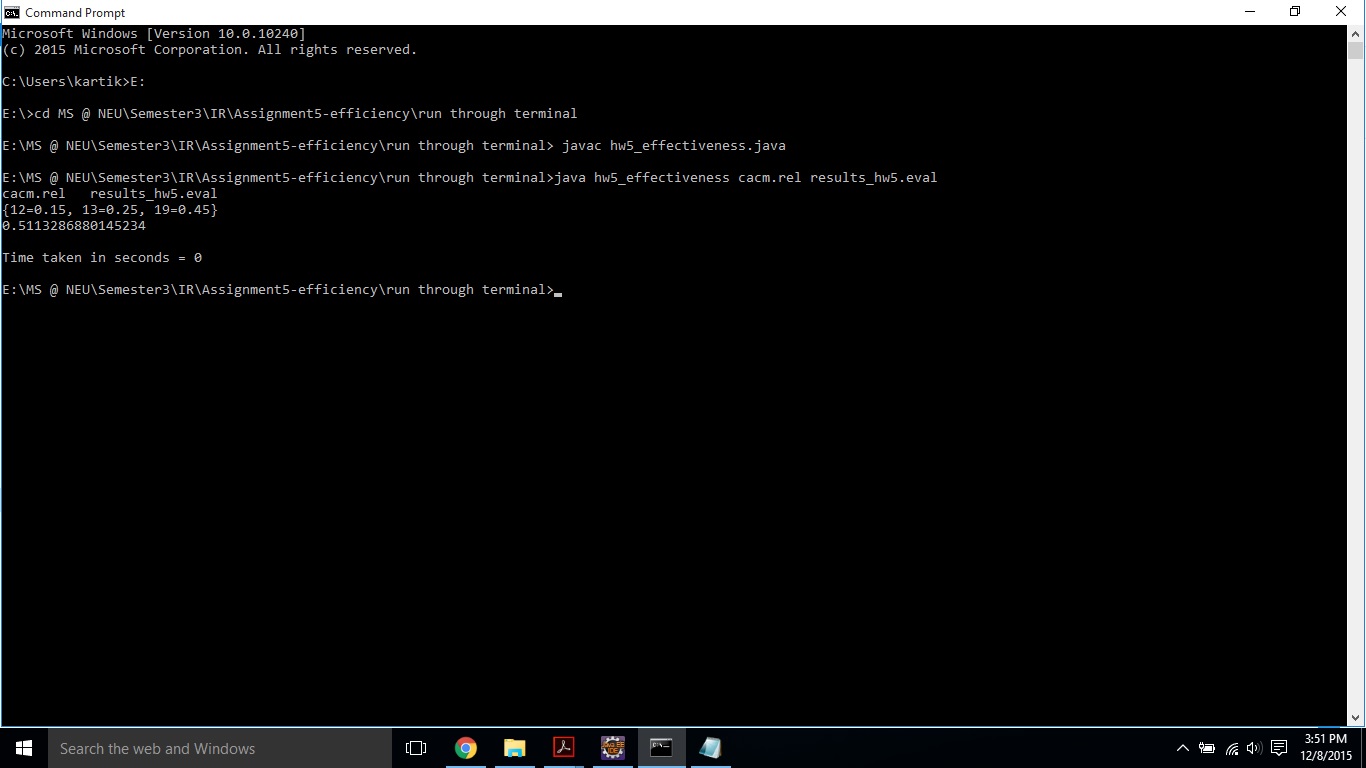 Command Prompt
Microsoft Windows [Version 10.0.10240]
(c) 2015 Microsoft Corporation. All rights reserved.
C:\Users\kartik>E:
E:\>cd MS @ NEU\Semester3\IR\Assignment5-efficiency\run through terminal
E:\MS @ NEU\Semester3\IR\Assignment5-efficiency\run through terminal> javac hw5_effectiveness.java
E:\MS @ NEU\Semester3\IR\Assignment5-efficiency\run through terminal>java hw5_effectiveness cacm.rel results_hw5.eval
cacm.rel   results_hw5.eval
{12=0.15, 13=0.25, 19=0.45}
0.5113286880145234
Time taken in seconds = 0
E:\MS @ NEU\Semester3\IR\Assignment5-efficiency\run through terminal>_
Search the web and Windows
3:51 PM
12/8/2015